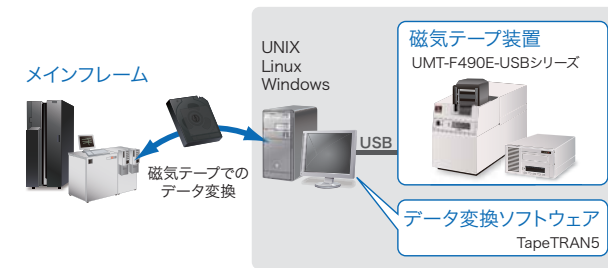 メインフレーム
磁気テープでの
データ変換
UNIX
Linux
Windows
USB
磁気テープ装置
UMT-F490E-USBシリーズ
データ変換ソフトウェア
TapeTRAN5